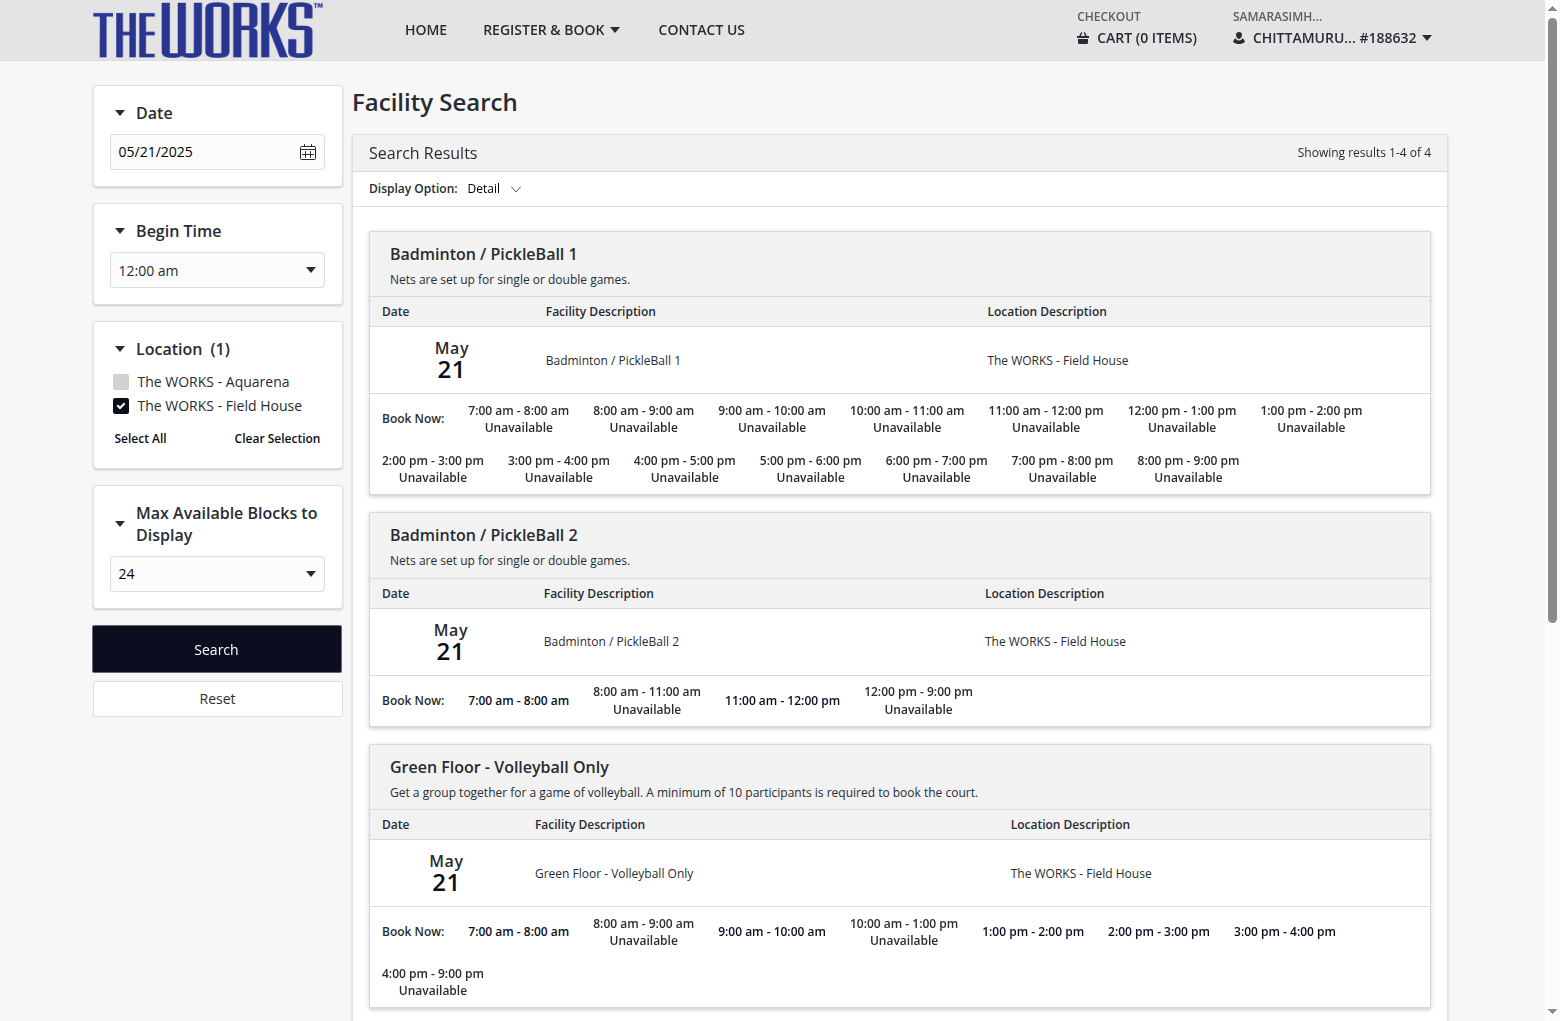 THE WORKS™
HOME
REGISTER & BOOK
CONTACT US
CHECKOUT
CART (0 ITEMS)
SAMARASIMH...
CHITTAMURU... #188632
Date
05/21/2025
Begin Time
12:00 am
Location (1)
The WORKS - Aquarena
The WORKS - Field House
Select All
Clear Selection
Max Available Blocks to
Display
24
Search
Reset
Facility Search
Search Results
Showing results 1-4 of 4
Display Option: Detail
Badminton / PickleBall 1
Nets are set up for single or double games.
Date Facility Description Location Description
May
21
Badminton / PickleBall 1
The WORKS - Field House
Book Now:
7:00 am - 8:00 am
Unavailable
8:00 am - 9:00 am
Unavailable
9:00 am - 10:00 am
Unavailable
10:00 am - 11:00 am
Unavailable
11:00 am - 12:00 pm
Unavailable
12:00 pm - 1:00 pm
Unavailable
1:00 pm - 2:00 pm
Unavailable
2:00 pm - 3:00 pm
Unavailable
3:00 pm - 4:00 pm
Unavailable
4:00 pm - 5:00 pm
Unavailable
5:00 pm - 6:00 pm
Unavailable
6:00 pm - 7:00 pm
Unavailable
7:00 pm - 8:00 pm
Unavailable
8:00 pm - 9:00 pm
Unavailable
Badminton / PickleBall 2
Nets are set up for single or double games.
Date Facility Description Location Description
May
21
Badminton / PickleBall 2
The WORKS - Field House
Book Now:
7:00 am - 8:00 am
8:00 am - 11:00 am
Unavailable
11:00 am - 12:00 pm
12:00 pm - 9:00 pm
Unavailable
Green Floor - Volleyball Only
Get a group together for a game of volleyball. A minimum of 10 participants is required to book the court.
Date Facility Description Location Description
May
21
Green Floor - Volleyball Only
The WORKS - Field House
Book Now:
7:00 am - 8:00 am
8:00 am - 9:00 am
Unavailable
9:00 am - 10:00 am
10:00 am - 1:00 pm
Unavailable
1:00 pm - 2:00 pm
2:00 pm - 3:00 pm
3:00 pm - 4:00 pm
4:00 pm - 9:00 pm
Unavailable